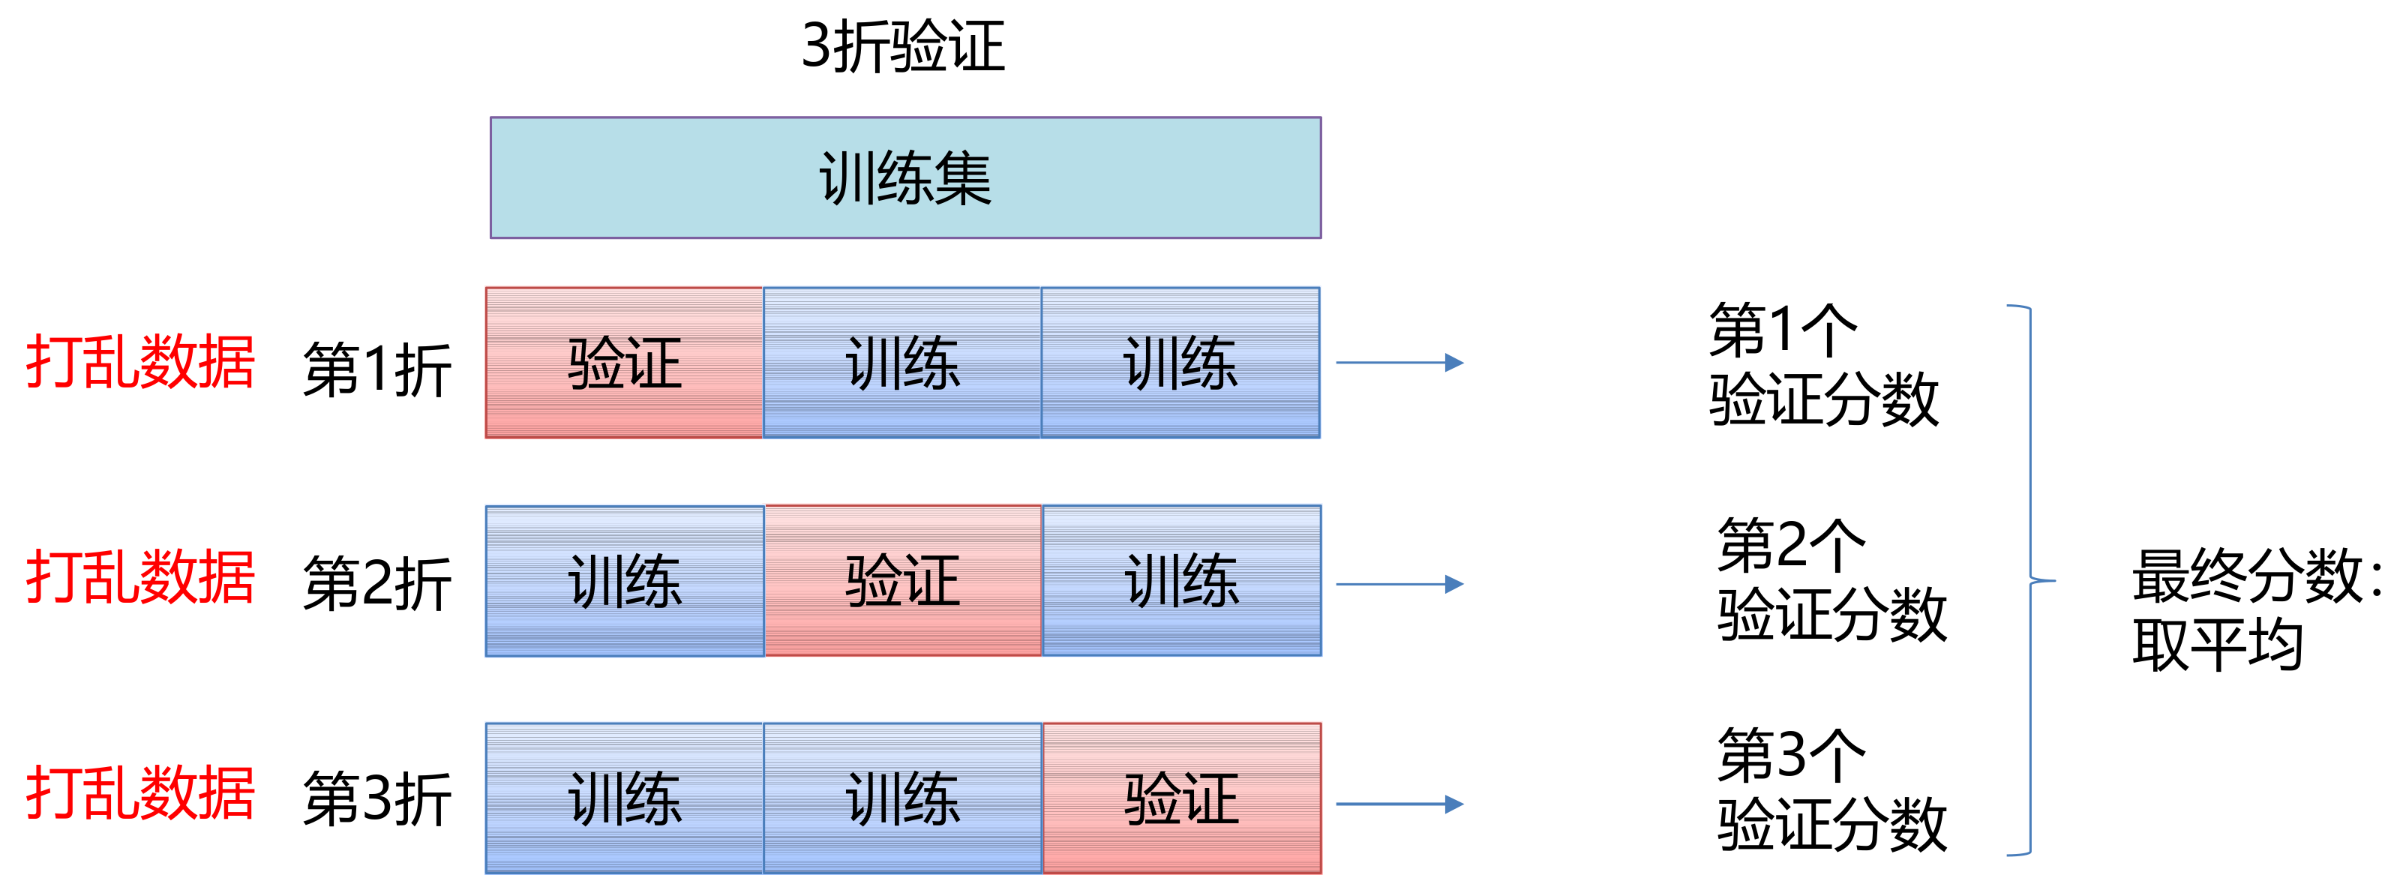 3折验证
训练集
打乱数据 第1折 验证 训练 训练 第1个
验证分数
打乱数据 第2折 训练 验证 训练 第2个
验证分数
最终分数：
取平均
打乱数据 第3折 训练 训练 验证 第3个
验证分数